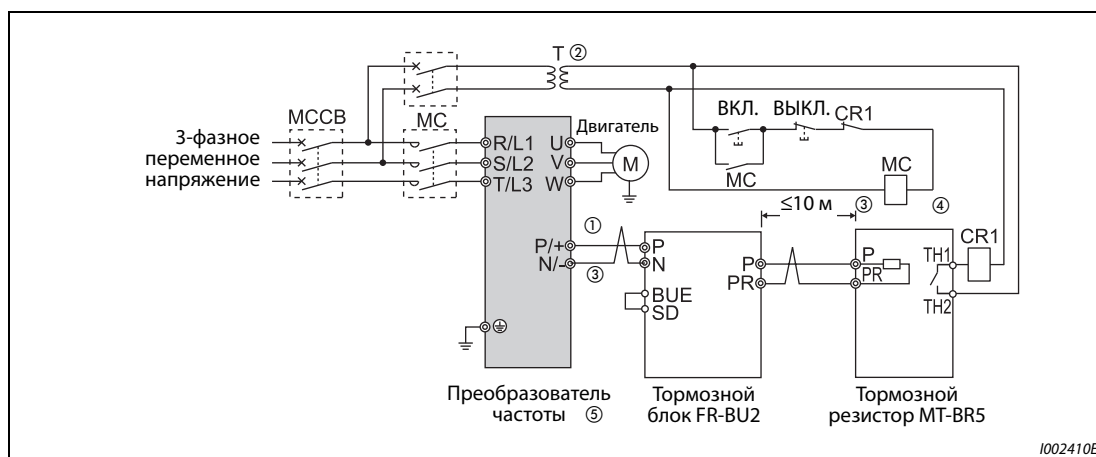 T ②
MCCB
MC
3-фазное
переменное
напряжение
R/L1
S/L2
T/L3
U
V
W
Двигатель
M
ВКЛ.
ВЫКЛ.
CR1
MC
MC
≤10 м
③
④
①
P/+
N/-
③
P
N
BUE
SD
P
PR
P
PR
TH1
TH2
CR1
Преобразователь
частоты ⑤
Тормозной
блок FR-BU2
Тормозной
резистор MT-BR5
I002410E